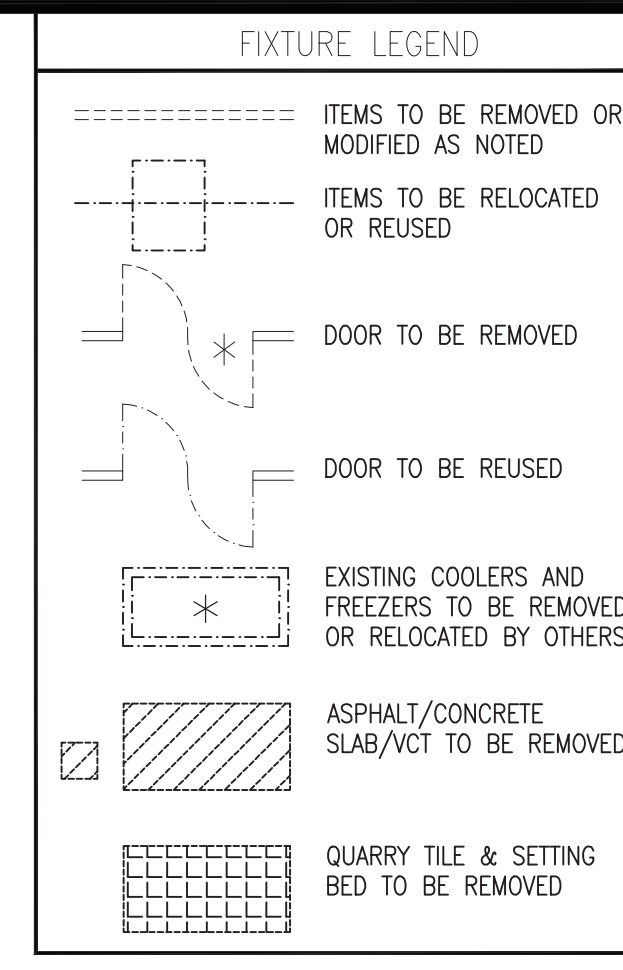 FIXTURE LEGEND
ITEMS TO BE REMOVED OR
MODIFIED AS NOTED
ITEMS TO BE RELOCATED
OR REUSED
DOOR TO BE REMOVED
DOOR TO BE REUSED
EXISTING COOLERS AND
FREEZERS TO BE REMOVED
OR RELOCATED BY OTHERS
ASPHALT/CONCRETE
SLAB/VCT TO BE REMOVED
QUARRY TILE & SETTING
BED TO BE REMOVED